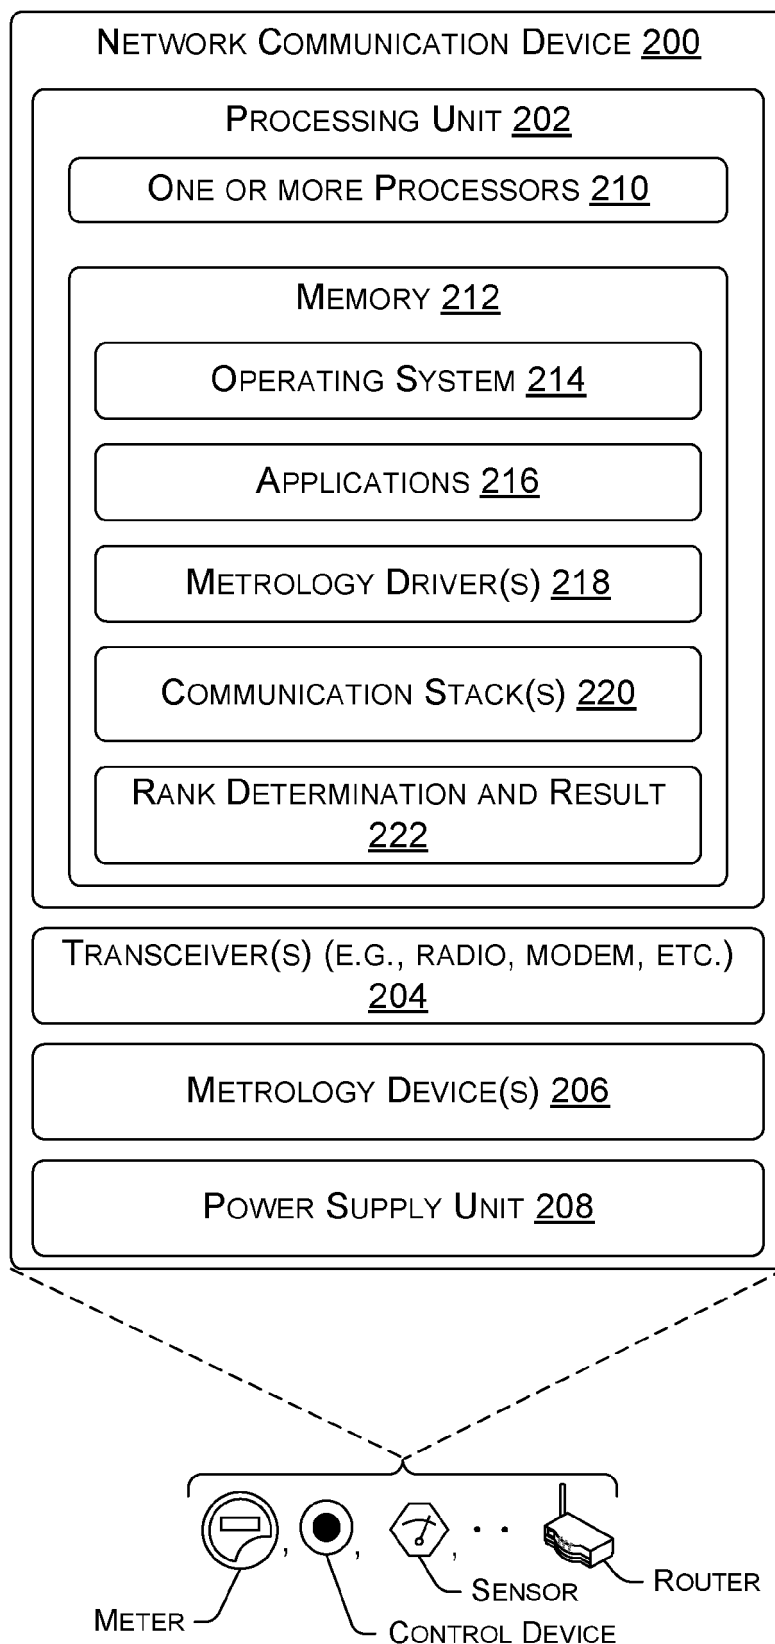 NETWORK COMMUNICATION DEVICE 200
PROCESSING UNIT 202
ONE OR MORE PROCESSORS 210
MEMORY 212
OPERATING SYSTEM 214
APPLICATIONS 216
METROLOGY DRIVER(S) 218
COMMUNICATION STACK(S) 220
RANK DETERMINATION AND RESULT
222
TRANSCEIVER(S) (E.G., RADIO, MODEM, ETC.)
204
METROLOGY DEVICE(S) 206
POWER SUPPLY UNIT 208
, , , . .
SENSOR
ROUTER
METER
CONTROL DEVICE